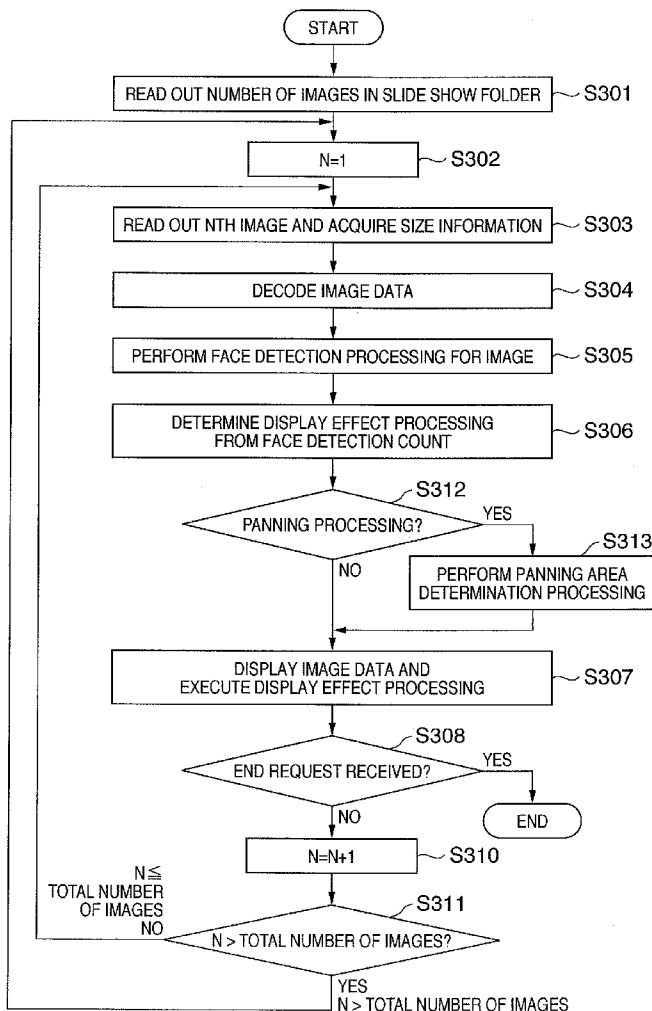 START
READ OUT NUMBER OF IMAGES IN SLIDE SHOW FOLDER
S301
N=1
S302
READ OUT NTH IMAGE AND ACQUIRE SIZE INFORMATION
S303
DECODE IMAGE DATA
S304
PERFORM FACE DETECTION PROCESSING FOR IMAGE
S305
DETERMINE DISPLAY EFFECT PROCESSING
FROM FACE DETECTION COUNT
S306
S312
PANNING PROCESSING?
YES
NO
S313
PERFORM PANNING AREA
DETERMINATION PROCESSING
DISPLAY IMAGE DATA AND
EXECUTE DISPLAY EFFECT PROCESSING
S307
S308
END REQUEST RECEIVED?
YES
NO
END
N=N+1
S310
N≦
TOTAL NUMBER
OF IMAGES
NO
S311
N > TOTAL NUMBER OF IMAGES?
YES
N > TOTAL NUMBER OF IMAGES